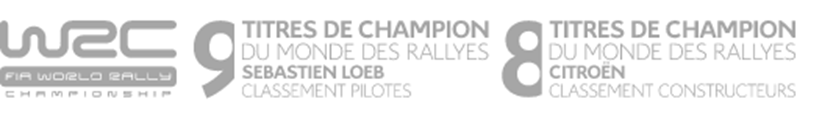 WRC
FIA WORLD RALLY
CHAMPIONSHIP
9
TITRES DE CHAMPION
DU MONDE DES RALLYES
SEBASTIEN LOEB
CLASSEMENT PILOTES
8
TITRES DE CHAMPION
DU MONDE DES RALLYES
CITROËN
CLASSEMENT CONSTRUCTEURS